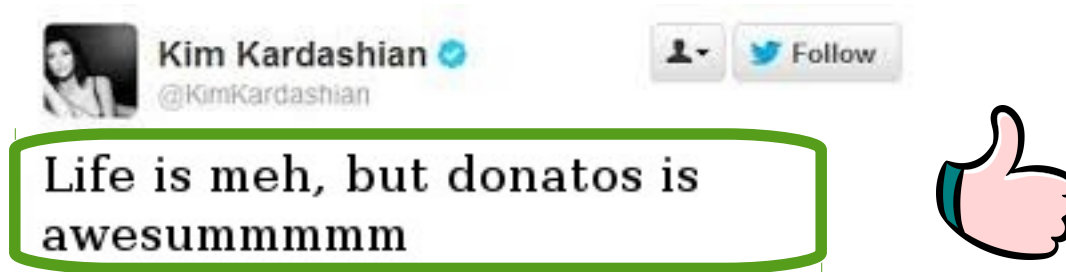 Kim Kardashian
@KimKardashian
Follow
Life is meh, but donatos is
awesummmmm